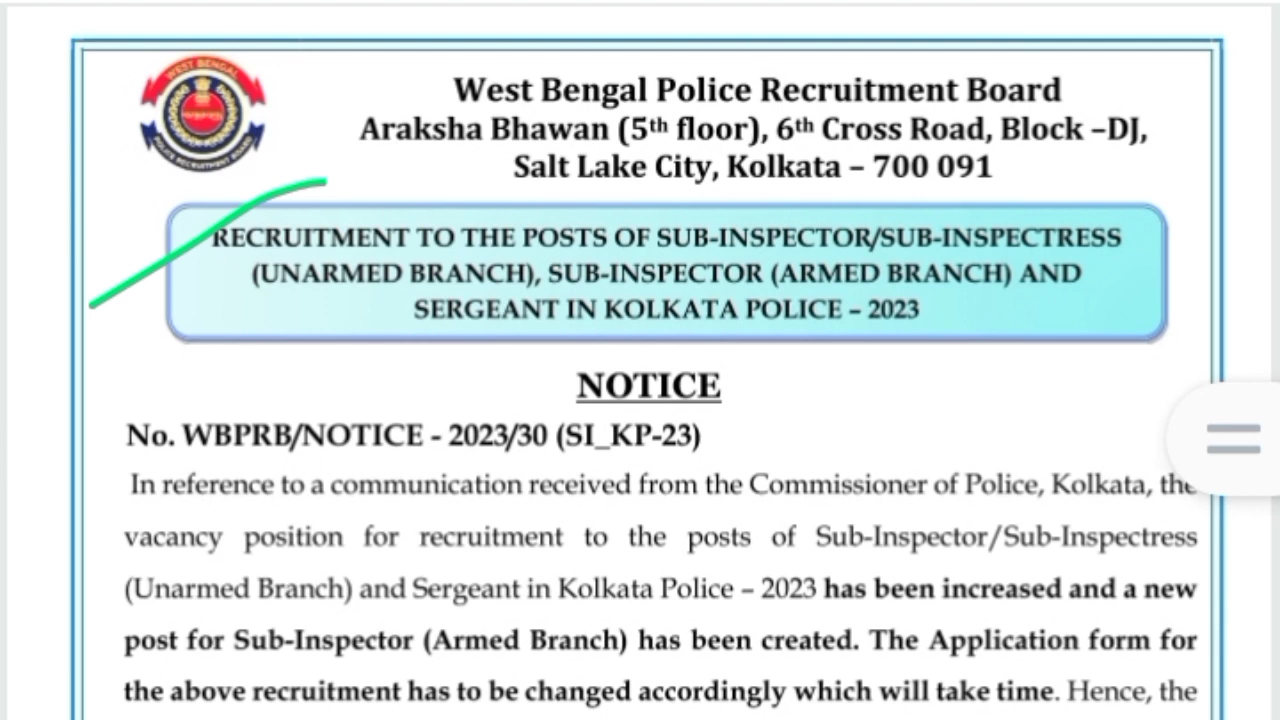 WEST BENGAL
POLICE RECRUITMENT BOARD
West Bengal Police Recruitment Board
Araksha Bhawan (5th floor), 6th Cross Road, Block –DJ,
Salt Lake City, Kolkata – 700 091
RECRUITMENT TO THE POSTS OF SUB-INSPECTOR/SUB-INSPECTRESS
(UNARMED BRANCH), SUB-INSPECTOR (ARMED BRANCH) AND
SERGEANT IN KOLKATA POLICE – 2023
NOTICE
No. WBPRB/NOTICE - 2023/30 (SI_KP-23)
In reference to a communication received from the Commissioner of Police, Kolkata, the
vacancy position for recruitment to the posts of Sub-Inspector/Sub-Inspectress
(Unarmed Branch) and Sergeant in Kolkata Police – 2023 has been increased and a new
post for Sub-Inspector (Armed Branch) has been created. The Application form for
the above recruitment has to be changed accordingly which will take time. Hence, the